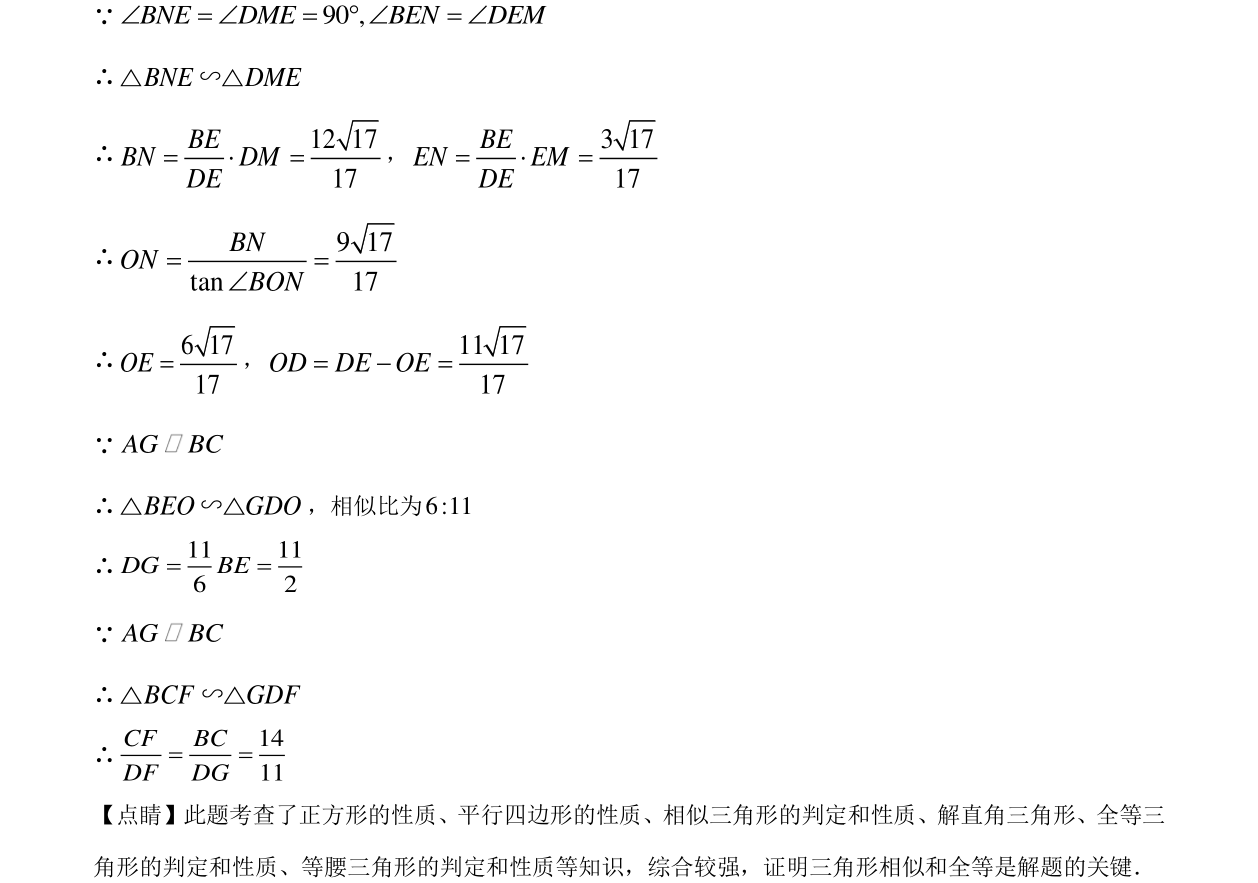 ∵ ∠BNE = ∠DME = 90°, ∠BEN = ∠DEM
∴ △BNE ∽ △DME
∴ BN = BE/DE · DM = 12√17/17， EN = BE/DE · EM = 3√17/17
∴ ON = BN/tan∠BON = 9√17/17
∴ OE = 6√17/17， OD = DE − OE = 11√17/17
∵ AG □ BC
∴ △BEO ∽ △GDO，相似比为6:11
∴ DG = 11/6 BE = 11/2
∵ AG □ BC
∴ △BCF ∽ △GDF
∴ CF/DF = BC/DG = 14/11
【点睛】此题考查了正方形的性质、平行四边形的性质、相似三角形的判定和性质、解直角三角形、全等三
角形的判定和性质、等腰三角形的判定和性质等知识，综合较强，证明三角形相似和全等是解题的关键．